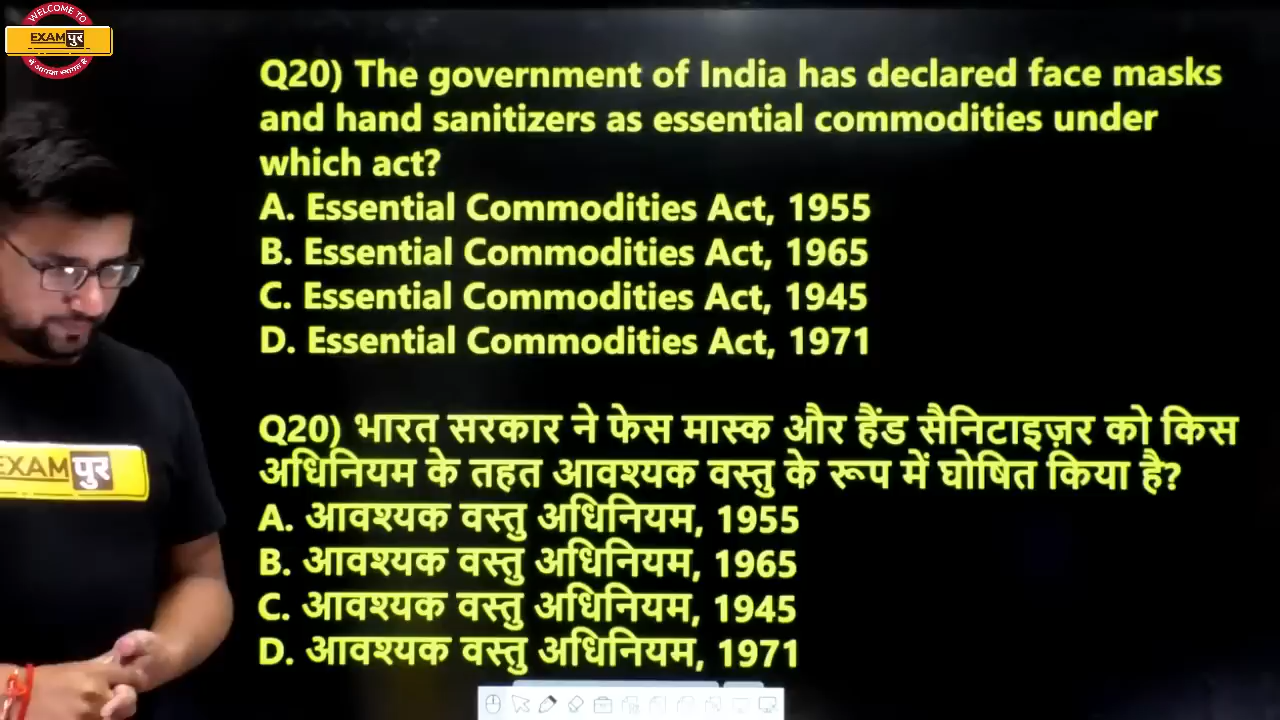 WELCOME TO
EXAMपुर
में आपका स्वागत है
Q20) The government of India has declared face masks
and hand sanitizers as essential commodities under
which act?
A. Essential Commodities Act, 1955
B. Essential Commodities Act, 1965
C. Essential Commodities Act, 1945
D. Essential Commodities Act, 1971
Q20) भारत सरकार ने फेस मास्क और हैंड सैनिटाइज़र को किस
अधिनियम के तहत आवश्यक वस्तु के रूप में घोषित किया है?
EXAMपुर
A. आवश्यक वस्तु अधिनियम, 1955
B. आवश्यक वस्तु अधिनियम, 1965
C. आवश्यक वस्तु अधिनियम, 1945
D. आवश्यक वस्तु अधिनियम, 1971